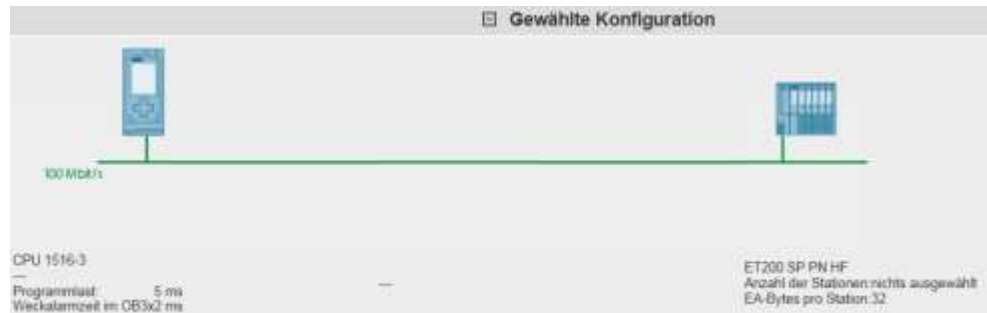 Gewählte Konfiguration
100 Mbit/s
CPU 1516-3
—
Programmlast: 5 ms
Weckalarmzeit im OB3x2 ms
—
ET200 SP PN HF
Anzahl der Stationen:nichts ausgewählt
EA-Bytes pro Station:32